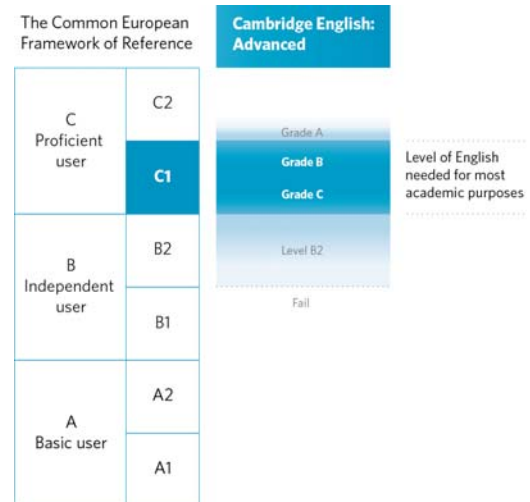 The Common European
Framework of Reference
Cambridge English:
Advanced
C
Proficient
user
C2
C1
Grade A
Grade B
Grade C
Level of English
needed for most
academic purposes
B
Independent
user
B2
B1
Level B2
Fail
A
Basic user
A2
A1